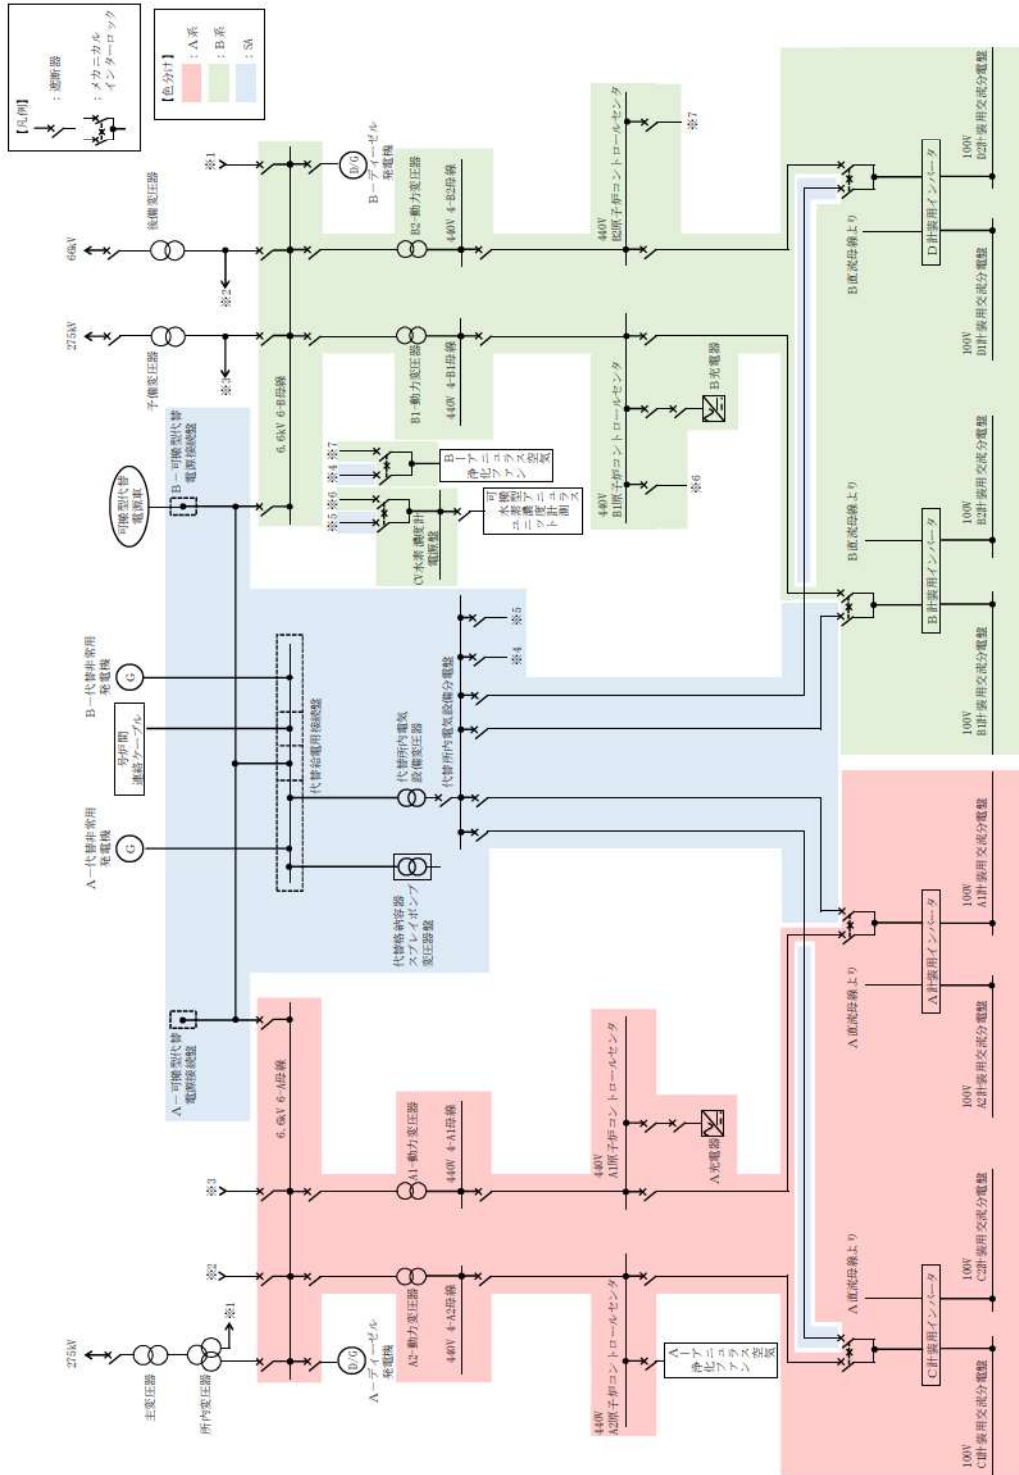 【凡例】
：遮断器
：メカニカル
インターロック
【色分け】
：A系
：B系
：SA
275kV
主変圧器
所内変圧器
※1
※2
※3
A－ディーゼル
発電機
D/G
6.6kV 6-A母線
A2-動力変圧器
440V 4-A2母線
A1-動力変圧器
440V 4-A1母線
440V
A2原子炉コントロールセンタ
A－アニュラス空気
浄化ファン
440V
A1原子炉コントロールセンタ
A充電器
A－可搬型代替
電源接続盤
A－代替非常用
発電機
G
号炉間
連絡ケーブル
B－代替非常用
発電機
G
代替給電用接続盤
代替格納容器
スプレイポンプ
変圧器盤
代替所内電気
設備変圧器
代替所内電気設備分電盤
※4
※5
可搬型代替
電源車
B－可搬型代替
電源接続盤
275kV
予備変圧器
※3
66kV
後備変圧器
※2
※1
6.6kV 6-B母線
D/G
B－ディーゼル
発電機
※5 ※6
※4 ※7
CV水素濃度計
電源盤
可搬型アニュラス
水素濃度計測
ユニット
B－アニュラス空気
浄化ファン
B1-動力変圧器
440V 4-B1母線
B2-動力変圧器
440V 4-B2母線
440V
B1原子炉コントロールセンタ
※6
B充電器
440V
B2原子炉コントロールセンタ
※7
A直流母線より
C計装用インバータ
100V
C1計装用交流分電盤
100V
C2計装用交流分電盤
A直流母線より
A計装用インバータ
100V
A2計装用交流分電盤
100V
A1計装用交流分電盤
B直流母線より
B計装用インバータ
100V
B1計装用交流分電盤
100V
B2計装用交流分電盤
B直流母線より
D計装用インバータ
100V
D1計装用交流分電盤
100V
D2計装用交流分電盤